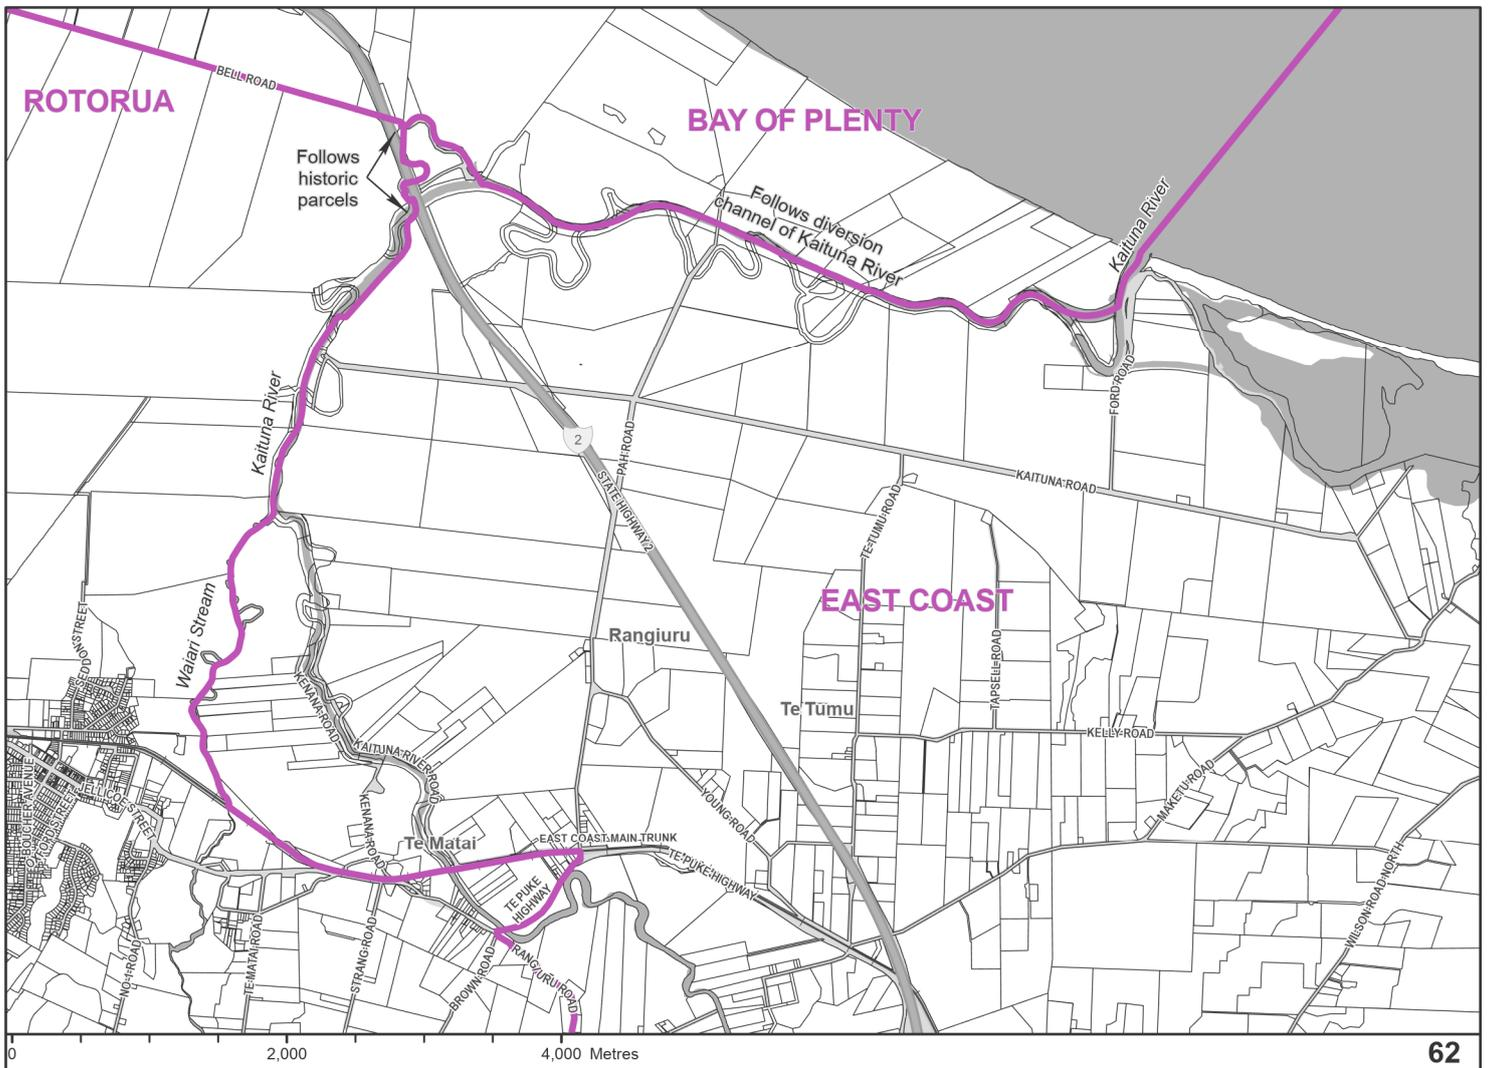 BELL ROAD
ROTORUA
BAY OF PLENTY
Follows
historic
parcels
Follows diversion
channel of Kaituna River
Kaituna River
Kaituna River
FORD ROAD
2
PAH ROAD
STATE HIGHWAY 2
KAITUNA ROAD
TE TUMU ROAD
EAST COAST
Waiari Stream
SEDDON STREET
Rangiuru
TAPSELL ROAD
Te Tumu
KENANA ROAD
KELLY ROAD
KAITUNA RIVER ROAD
MAKETU ROAD
JELLICOE STREET
BOUCHER AVENUE
KENANA ROAD
YOUNG ROAD
Te Matai
EAST COAST MAIN TRUNK
TE PUKE HIGHWAY
WILSON ROAD NORTH
TE PUKE
HIGHWAY
NO 1 ROAD
TE MATAI ROAD
STRANG ROAD
BROWN ROAD
RANGIURU ROAD
0
2,000
4,000 Metres
62